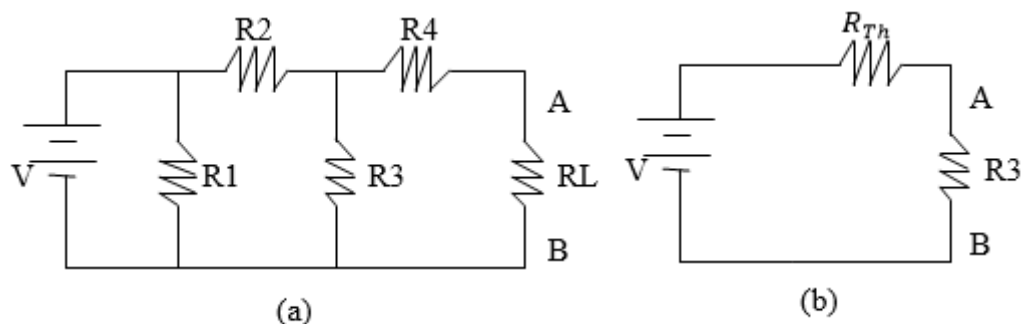 R2 R4 R_Th
A A
V R1 R3 RL V R3
B B
(a) (b)